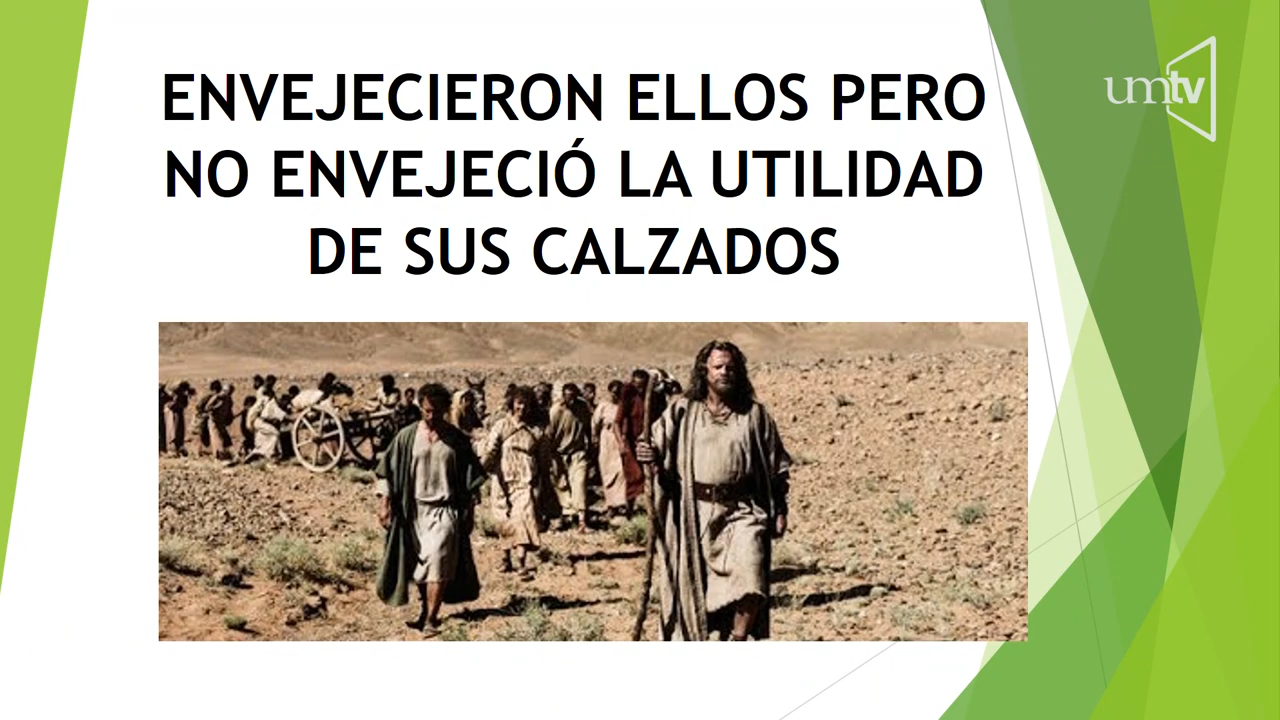 ENVEJECIERON ELLOS PERO
NO ENVEJECIÓ LA UTILIDAD
DE SUS CALZADOS
umtv